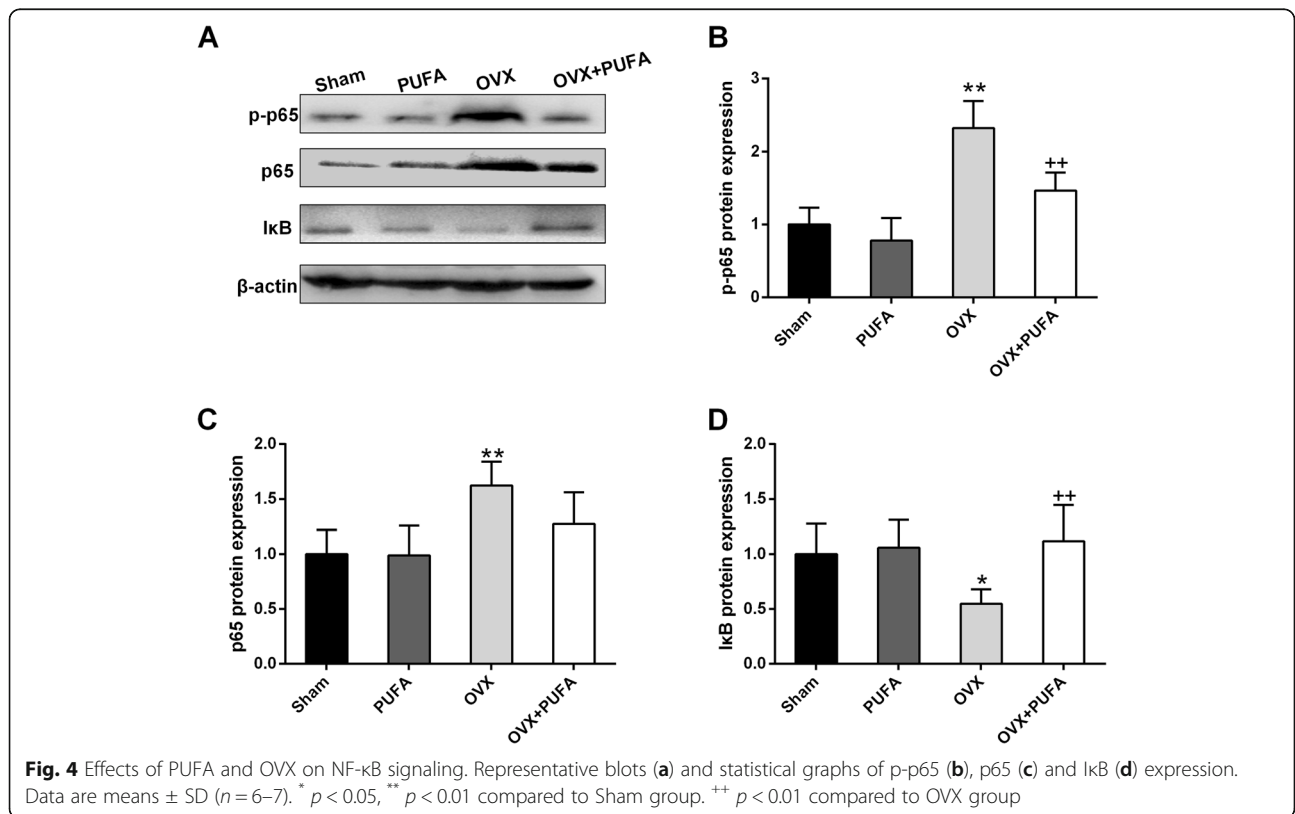 A
Sham PUFA OVX OVX+PUFA
p-p65
p65
IκB
β-actin
B
p-p65 protein expression
3
**
2
++
1
0
Sham PUFA OVX OVX+PUFA
C
p65 protein expression
2.0
**
1.5
1.0
0.5
0.0
Sham PUFA OVX OVX+PUFA
D
IκB protein expression
2.0
++
1.5
1.0
*
0.5
0.0
Sham PUFA OVX OVX+PUFA
Fig. 4 Effects of PUFA and OVX on NF-κB signaling. Representative blots (a) and statistical graphs of p-p65 (b), p65 (c) and IκB (d) expression.
Data are means ± SD (n = 6–7). * p < 0.05, ** p < 0.01 compared to Sham group. ++ p < 0.01 compared to OVX group